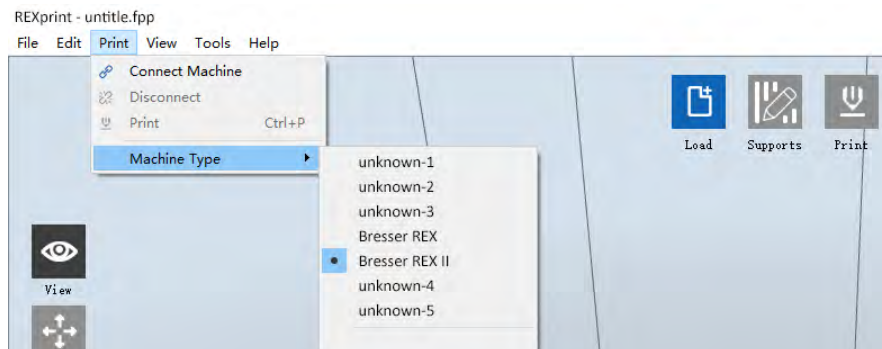 REXprint - untitle.fpp
File Edit Print View Tools Help
Connect Machine
Disconnect
Print Ctrl+P
Machine Type
unknown-1
unknown-2
unknown-3
Bresser REX
Bresser REX II
unknown-4
unknown-5
Load Supports Print
View